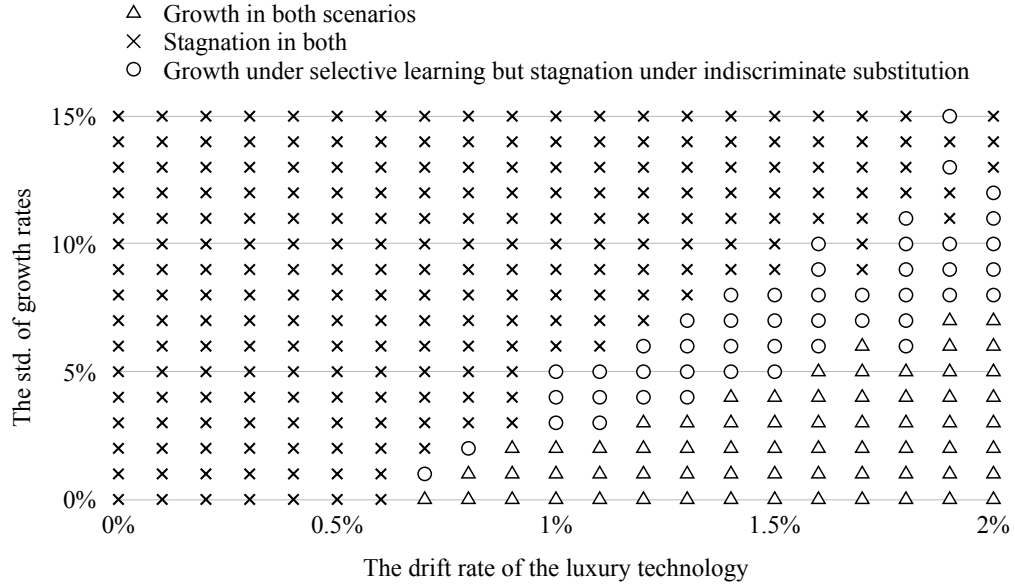 Growth in both scenarios
Stagnation in both
Growth under selective learning but stagnation under indiscriminate substitution
The std. of growth rates
15%
10%
5%
0%
0% 0.5% 1% 1.5% 2%
The drift rate of the luxury technology